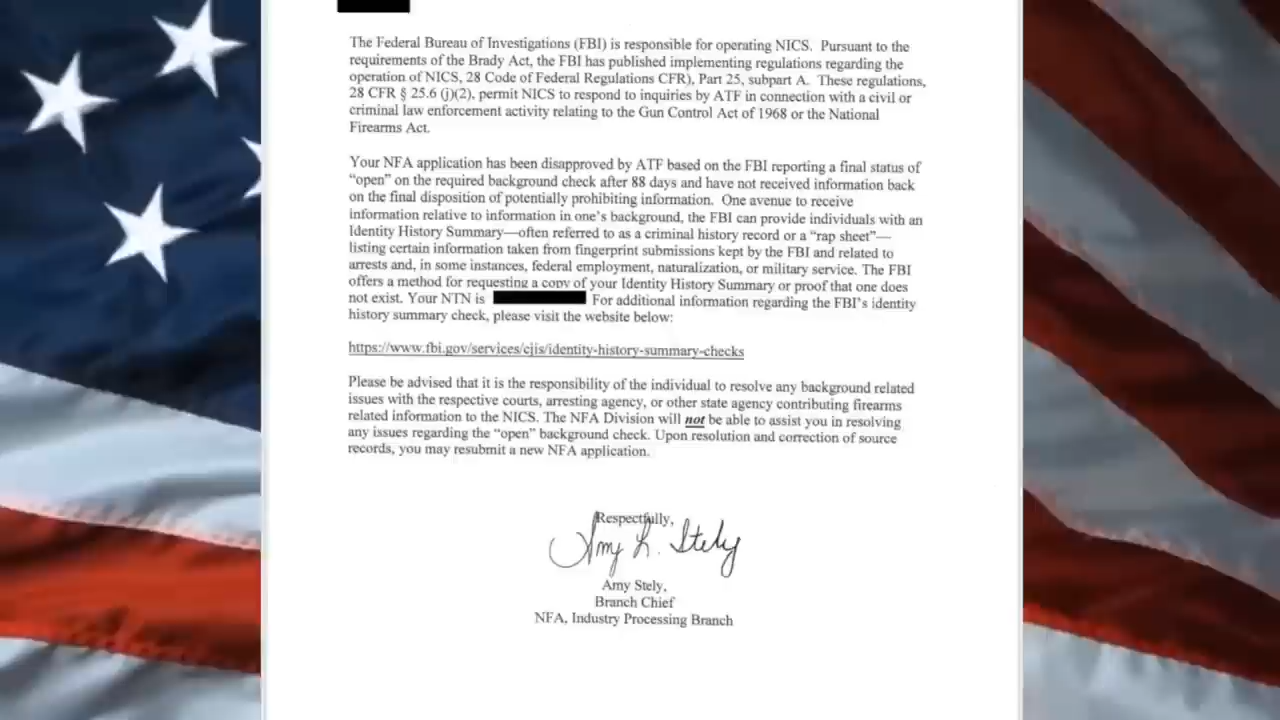 The Federal Bureau of Investigations (FBI) is responsible for operating NICS. Pursuant to the
requirements of the Brady Act, the FBI has published implementing regulations regarding the
operation of NICS, 28 Code of Federal Regulations CFR), Part 25, subpart A. These regulations,
28 CFR § 25.6 (j)(2), permit NICS to respond to inquiries by ATF in connection with a civil or
criminal law enforcement activity relating to the Gun Control Act of 1968 or the National
Firearms Act.
Your NFA application has been disapproved by ATF based on the FBI reporting a final status of
“open” on the required background check after 88 days and have not received information back
on the final disposition of potentially prohibiting information. One avenue to receive
information relative to information in one’s background, the FBI can provide individuals with an
Identity History Summary—often referred to as a criminal history record or a “rap sheet”—
listing certain information taken from fingerprint submissions kept by the FBI and related to
arrests and, in some instances, federal employment, naturalization, or military service. The FBI
offers a method for requesting a copy of your Identity History Summary or proof that one does
not exist. Your NTN is For additional information regarding the FBI’s identity
history summary check, please visit the website below:
https://www.fbi.gov/services/cjis/identity-history-summary-checks
Please be advised that it is the responsibility of the individual to resolve any background related
issues with the respective courts, arresting agency, or other state agency contributing firearms
related information to the NICS. The NFA Division will not be able to assist you in resolving
any issues regarding the “open” background check. Upon resolution and correction of source
records, you may resubmit a new NFA application.
Respectfully,
Amy L. Stely
Amy Stely,
Branch Chief
NFA, Industry Processing Branch